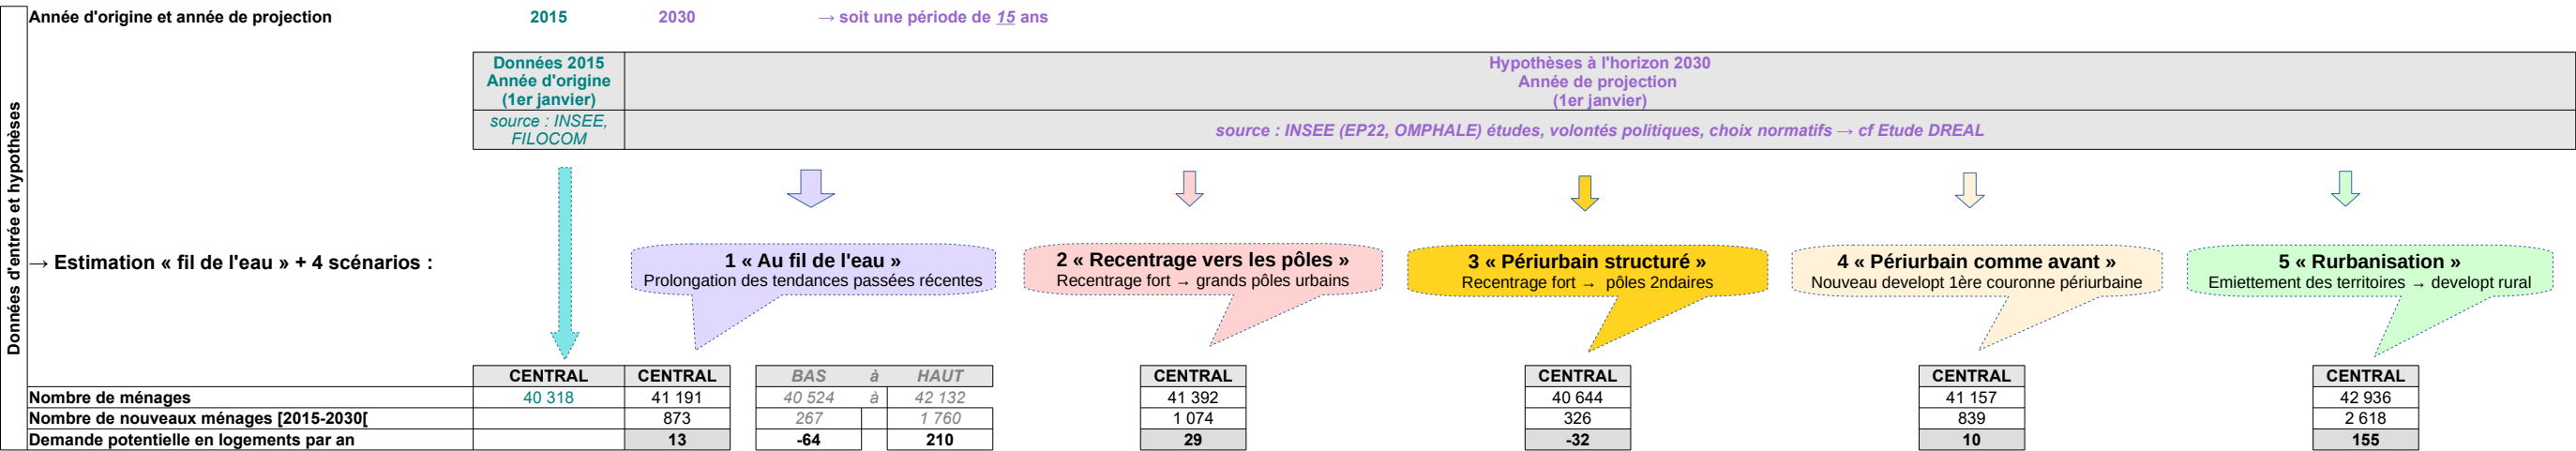 Année d'origine et année de projection 2015 2030 → soit une période de 15 ans
Données 2015
Année d'origine
(1er janvier)
Hypothèses à l'horizon 2030
Année de projection
(1er janvier)
source : INSEE,
FILOCOM
source : INSEE (EP22, OMPHALE) études, volontés politiques, choix normatifs → cf Etude DREAL
Données d'entrée et hypothèses
→ Estimation « fil de l'eau » + 4 scénarios :
1 « Au fil de l'eau »
Prolongation des tendances passées récentes
2 « Recentrage vers les pôles »
Recentrage fort → grands pôles urbains
3 « Périurbain structuré »
Recentrage fort → pôles 2ndaires
4 « Périurbain comme avant »
Nouveau developt 1ère couronne périurbaine
5 « Rurbanisation »
Emiettement des territoires → developt rural
CENTRAL CENTRAL BAS à HAUT CENTRAL CENTRAL CENTRAL CENTRAL
Nombre de ménages 40 318 41 191 40 524 à 42 132 41 392 40 644 41 157 42 936
Nombre de nouveaux ménages [2015-2030[ 873 267 1 760 1 074 326 839 2 618
Demande potentielle en logements par an 13 -64 210 29 -32 10 155